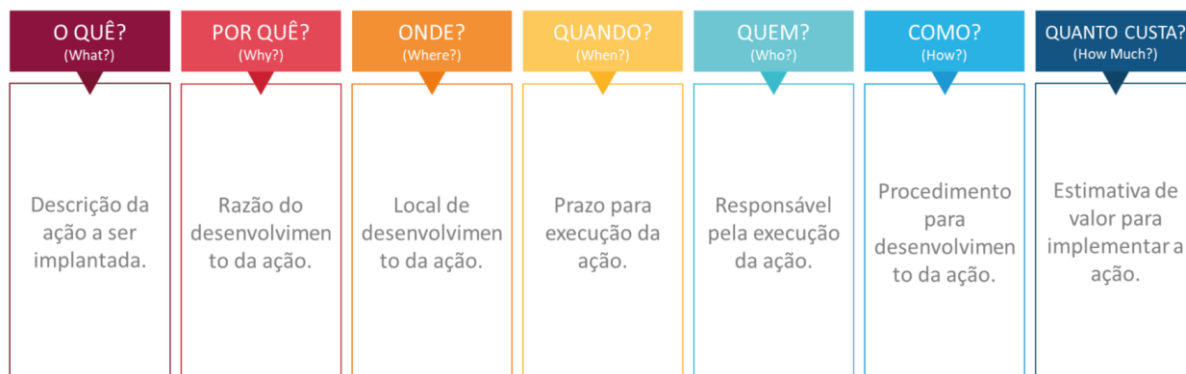 O QUÊ?
(What?)
Descrição da
ação a ser
implantada.
POR QUÊ?
(Why?)
Razão do
desenvolvimen
to da ação.
ONDE?
(Where?)
Local de
desenvolvimen
to da ação.
QUANDO?
(When?)
Prazo para
execução da
ação.
QUEM?
(Who?)
Responsável
pela execução
da ação.
COMO?
(How?)
Procedimento
para
desenvolvimen
to da ação.
QUANTO CUSTA?
(How Much?)
Estimativa de
valor para
implementar a
ação.